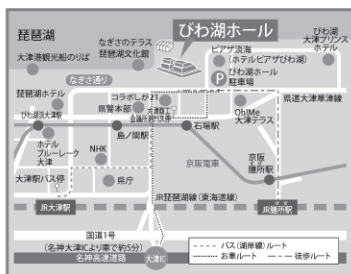 琵琶湖
大津港観光船のりば
なぎさのテラス
琵琶湖文化館
びわ湖ホール
ピアザ淡海
(ホテルピアザびわ湖)
びわ湖
大津プリンス
ホテル
P びわ湖ホール
駐車場
なぎさ通り
琵琶湖ホテル
コラボしが21
県警本部
大津商工
Oh!Me
大津テラス
県道大津草津線
びわ湖浜大津駅
島ノ関駅
石場駅
ホテル
ブルーレーク
大津
NHK
京阪電車
京阪
膳所駅
大津駅バス停
県庁
JR琵琶湖線(東海道線)
JR大津駅
JR膳所駅
国道1号
(名神大津ICより車で約5分)
名神高速道路
大津IC
バス(湖岸線)ルート
お車ルート
徒歩ルート